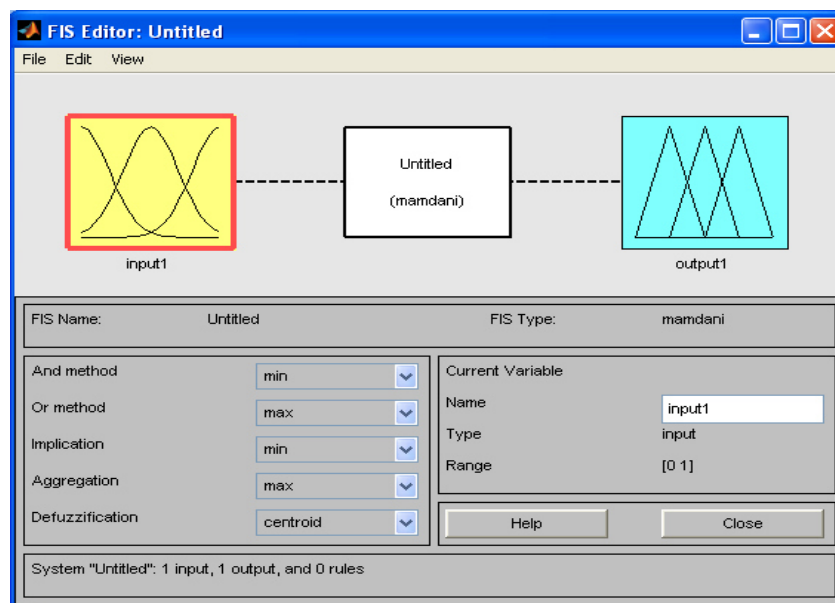 FIS Editor: Untitled
File Edit View
Untitled
(mamdani)
input1
output1
FIS Name: Untitled FIS Type: mamdani
And method min
Or method max
Implication min
Aggregation max
Defuzzification centroid
Current Variable
Name input1
Type input
Range [0 1]
Help Close
System "Untitled": 1 input, 1 output, and 0 rules